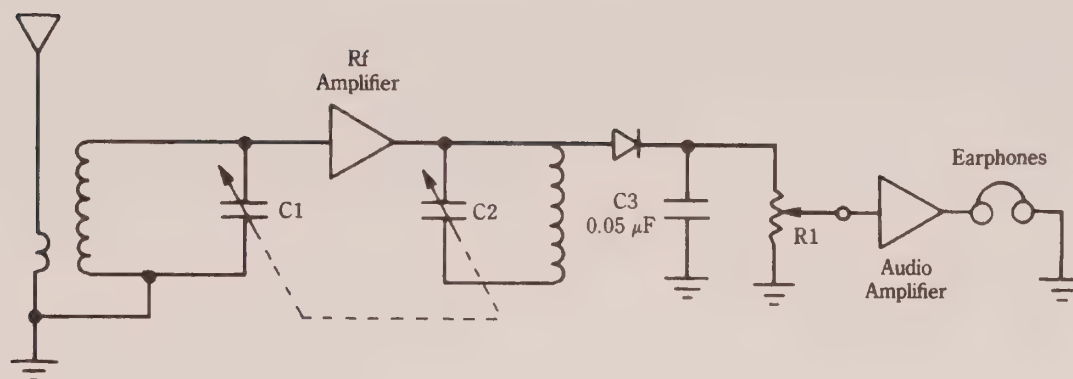 Rf
Amplifier
C1
C2
C3
0.05 μF
R1
Audio
Amplifier
Earphones